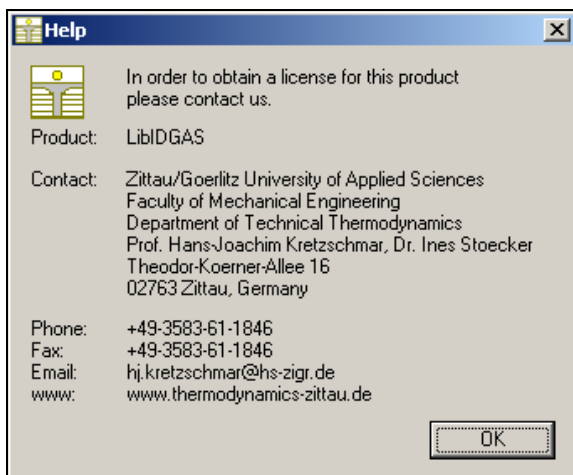 Help
In order to obtain a license for this product
please contact us.
Product: LibIDGAS
Contact: Zittau/Goerlitz University of Applied Sciences
Faculty of Mechanical Engineering
Department of Technical Thermodynamics
Prof. Hans-Joachim Kretzschmar, Dr. Ines Stoecker
Theodor-Koerner-Allee 16
02763 Zittau, Germany
Phone: +49-3583-61-1846
Fax: +49-3583-61-1846
Email: hj.kretzschmar@hs-zigr.de
www: www.thermodynamics-zittau.de
OK